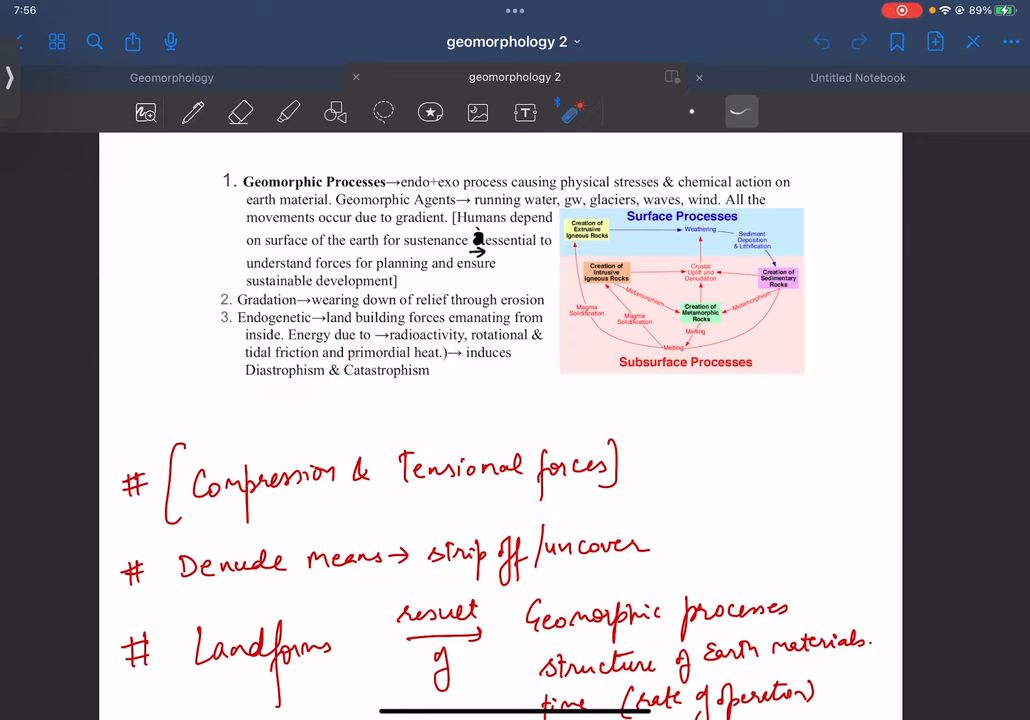 7:56
89%
geomorphology 2
Geomorphology
geomorphology 2
Untitled Notebook
1. Geomorphic Processes→endo+exo process causing physical stresses & chemical action on
earth material. Geomorphic Agents→ running water, gw, glaciers, waves, wind. All the
movements occur due to gradient. [Humans depend
on surface of the earth for sustenance essential to
understand forces for planning and ensure
sustainable development]
2. Gradation→wearing down of relief through erosion
3. Endogenetic→land building forces emanating from
inside. Energy due to →radioactivity, rotational &
tidal friction and primordial heat.)→ induces
Diastrophism & Catastrophism
Surface Processes
Creation of
Extrusive
Igneous Rocks
Weathering
Sediment
Deposition
& Lithification
Creation of
Intrusive
Igneous Rocks
Crustal
Uplift and
Denudation
Creation of
Sedimentary
Rocks
Metamorphism
Metamorphism
Magma
Solidification
Magma
Solidification
Creation of
Metamorphic
Rocks
Melting
Melting
Subsurface Processes
# [Compression & Tensional forces]
# Denude means → strip off/uncover
# Landforms result of Geomorphic processes
structure of Earth materials.
time (rate of operation)